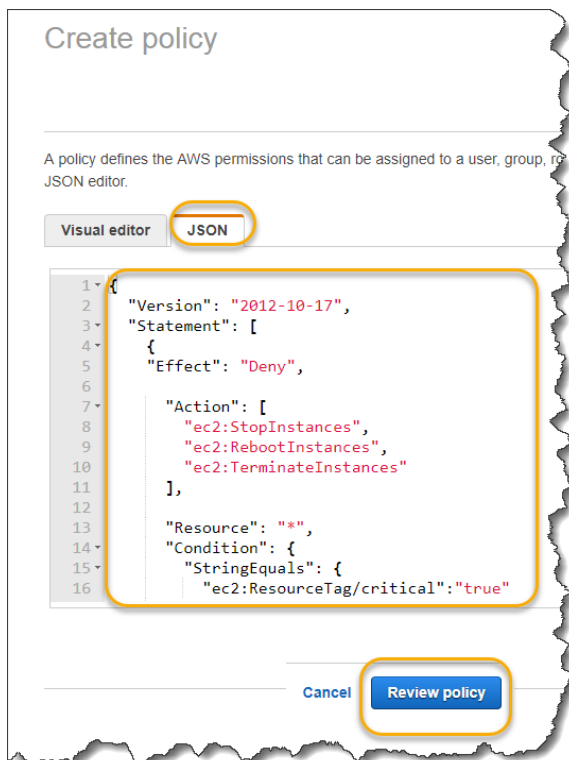 Create policy
A policy defines the AWS permissions that can be assigned to a user, group,
JSON editor.
Visual editor
JSON
1 {
2 "Version": "2012-10-17",
3 "Statement": [
4 {
5 "Effect": "Deny",
6
7 "Action": [
8 "ec2:StopInstances",
9 "ec2:RebootInstances",
10 "ec2:TerminateInstances"
11 ],
12
13 "Resource": "*",
14 "Condition": {
15 "StringEquals": {
16 "ec2:ResourceTag/critical":"true"
Cancel
Review policy